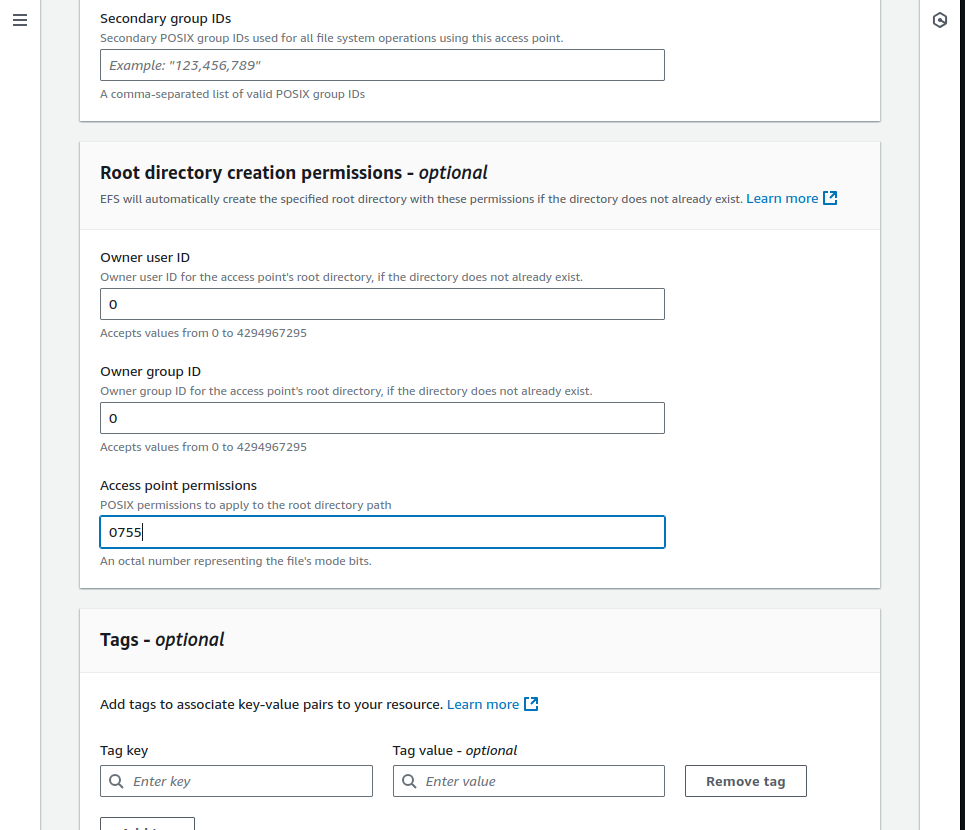 Secondary group IDs
Secondary POSIX group IDs used for all file system operations using this access point.
Example: "123,456,789"
A comma-separated list of valid POSIX group IDs
Root directory creation permissions - optional
EFS will automatically create the specified root directory with these permissions if the directory does not already exist. Learn more
Owner user ID
Owner user ID for the access point's root directory, if the directory does not already exist.
0
Accepts values from 0 to 4294967295
Owner group ID
Owner group ID for the access point's root directory, if the directory does not already exist.
0
Accepts values from 0 to 4294967295
Access point permissions
POSIX permissions to apply to the root directory path
0755
An octal number representing the file's mode bits.
Tags - optional
Add tags to associate key-value pairs to your resource. Learn more
Tag key
Tag value - optional
Enter key
Enter value
Remove tag